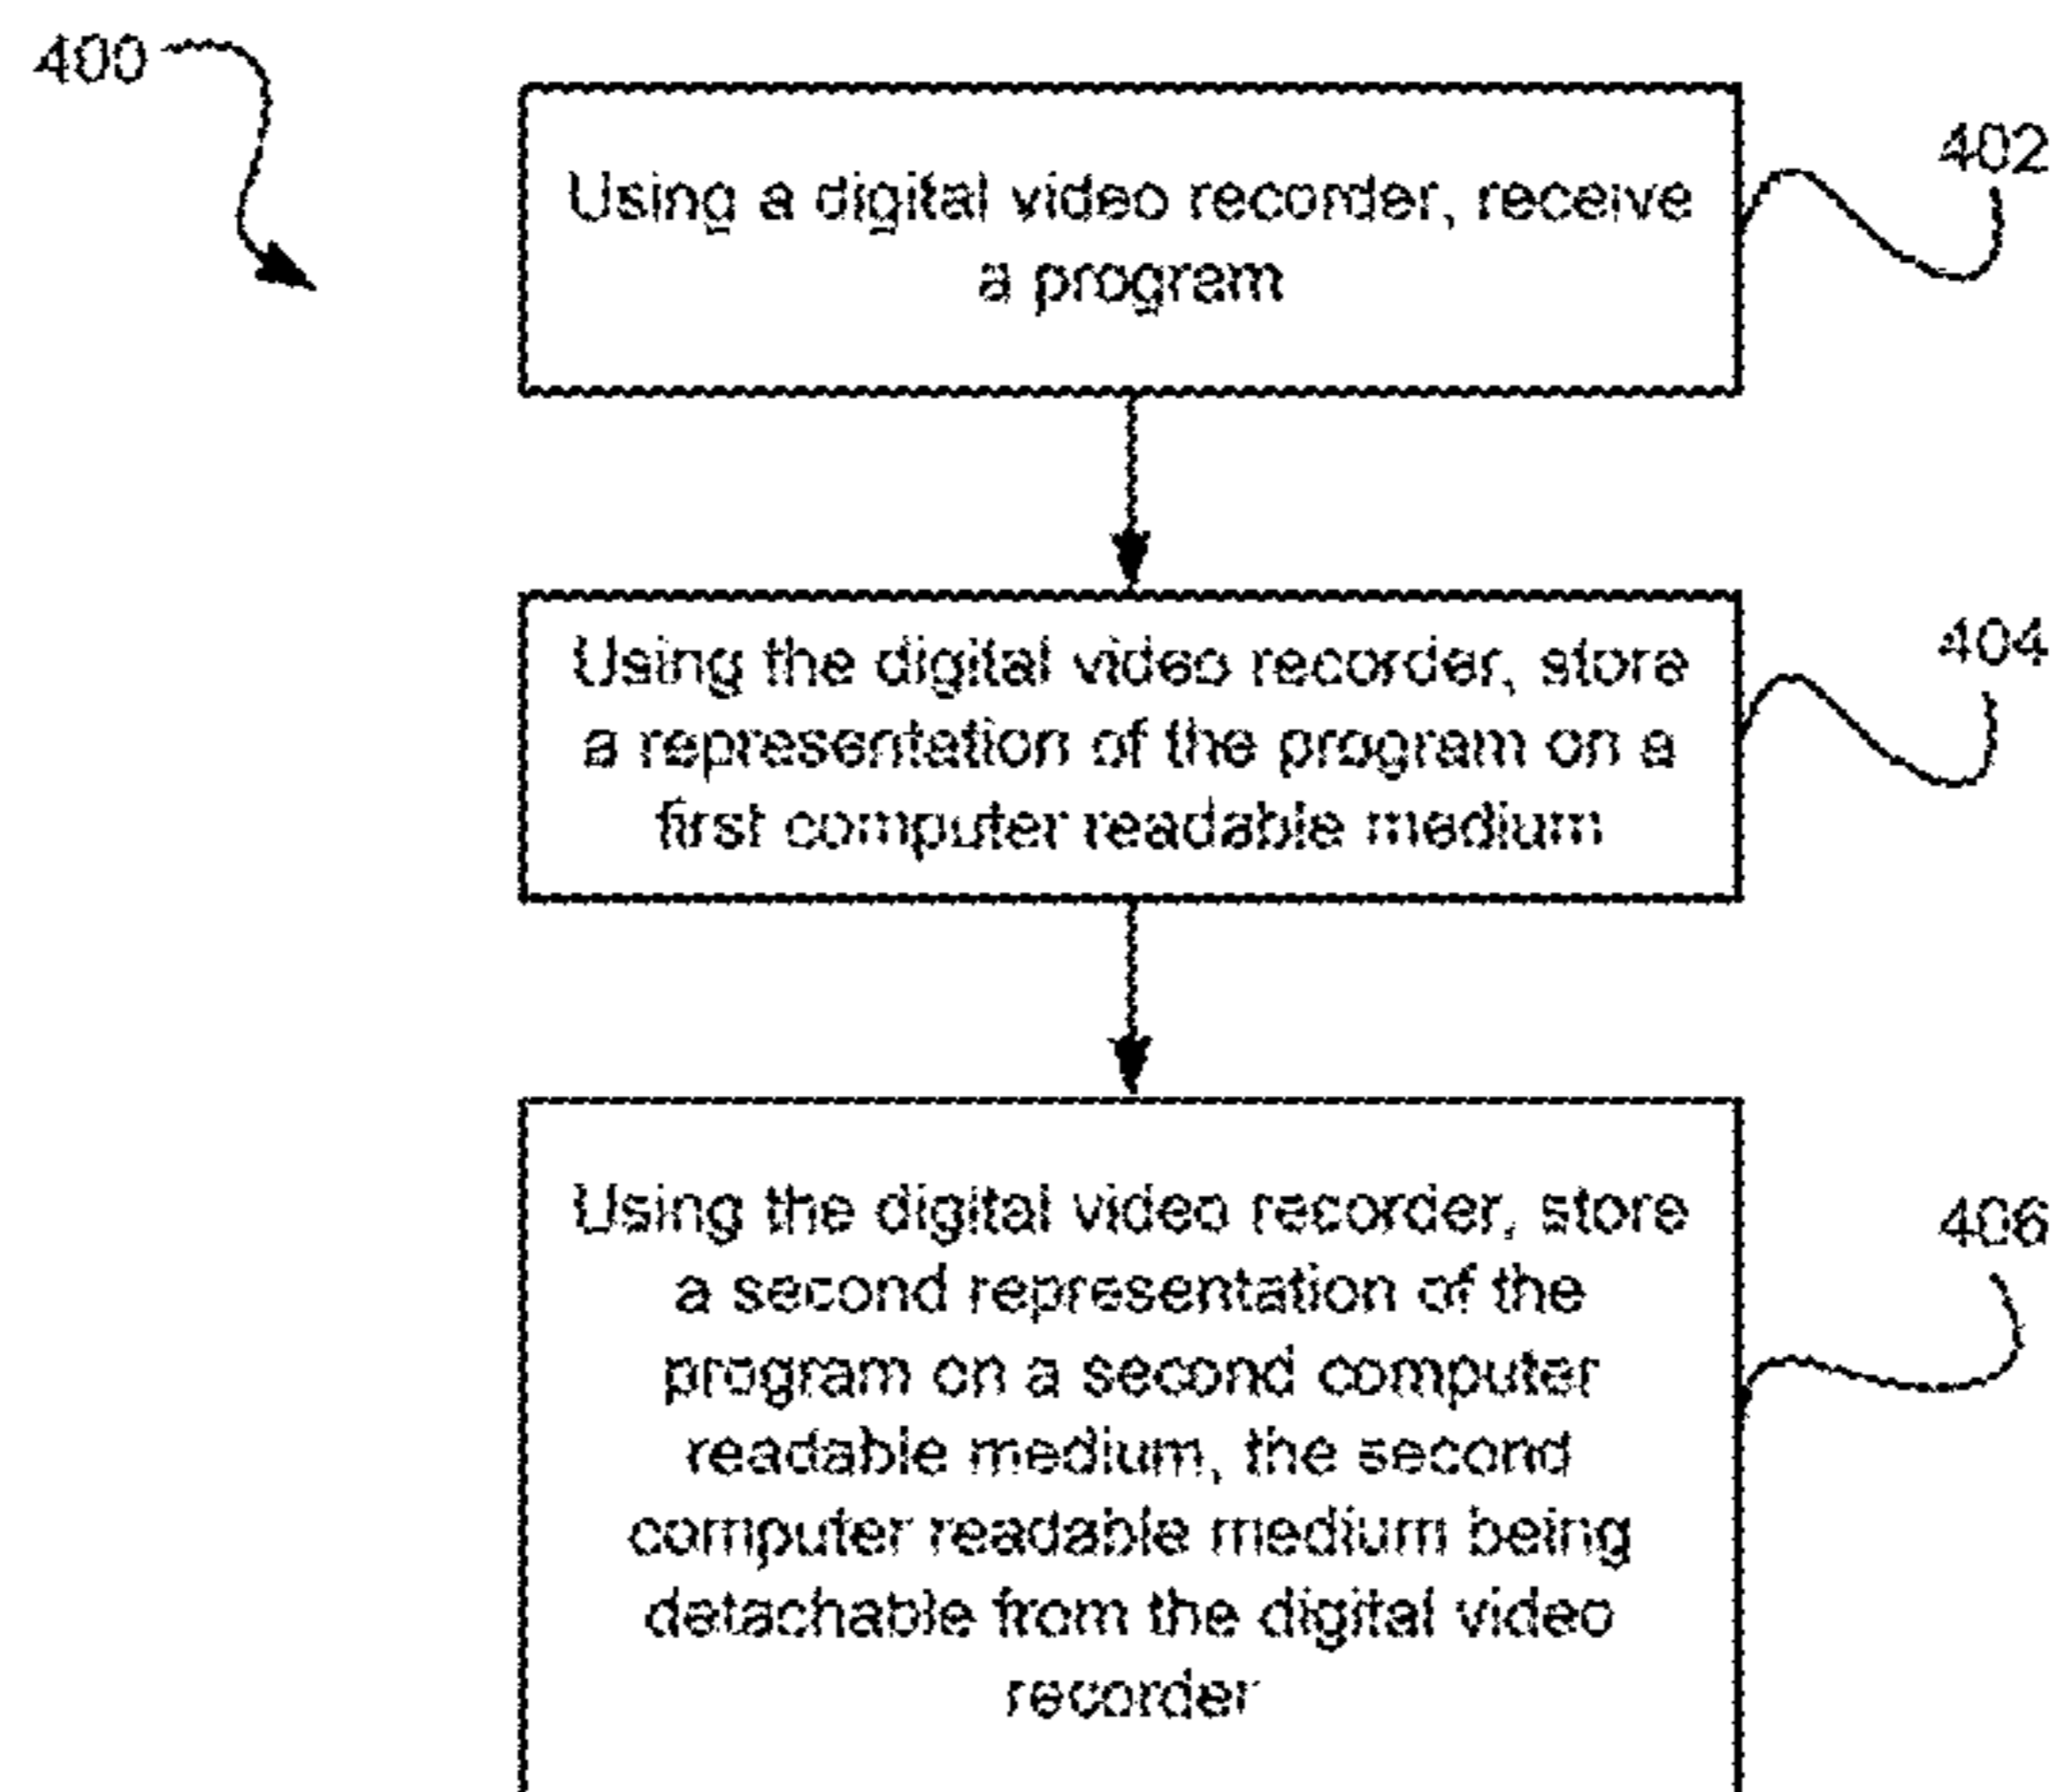 400
Using a digital video recorder, receive
a program
402
Using the digital video recorder, store
a representation of the program on a
first computer readable medium
404
Using the digital video recorder, store
a second representation of the
program on a second computer
readable medium, the second
computer readable medium being
detachable from the digital video
recorder
406